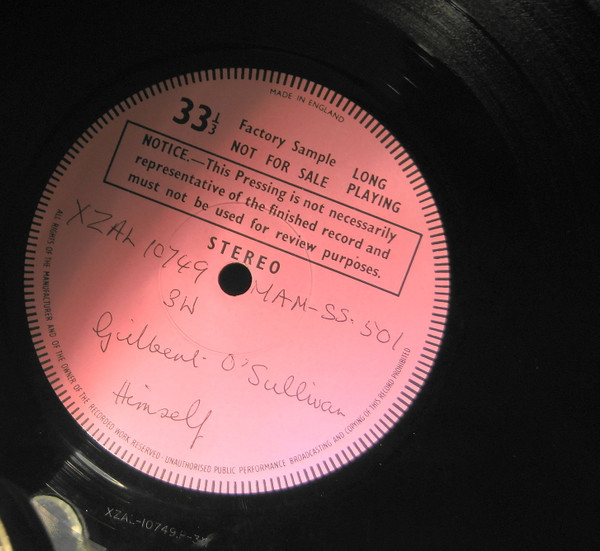 MADE IN ENGLAND
33⅓
Factory Sample
NOT FOR SALE
LONG
PLAYING
NOTICE.—This Pressing is not necessarily
representative of the finished record and
must not be used for review purposes.
STEREO
XZAL 10749 MAM-SS. 501
3W
Gilbert O'Sullivan
Himself
ALL RIGHTS OF THE MANUFACTURER AND OF THE OWNER OF THE RECORDED WORK RESERVED · UNAUTHORISED PUBLIC PERFORMANCE BROADCASTING AND COPYING OF THIS RECORD PROHIBITED